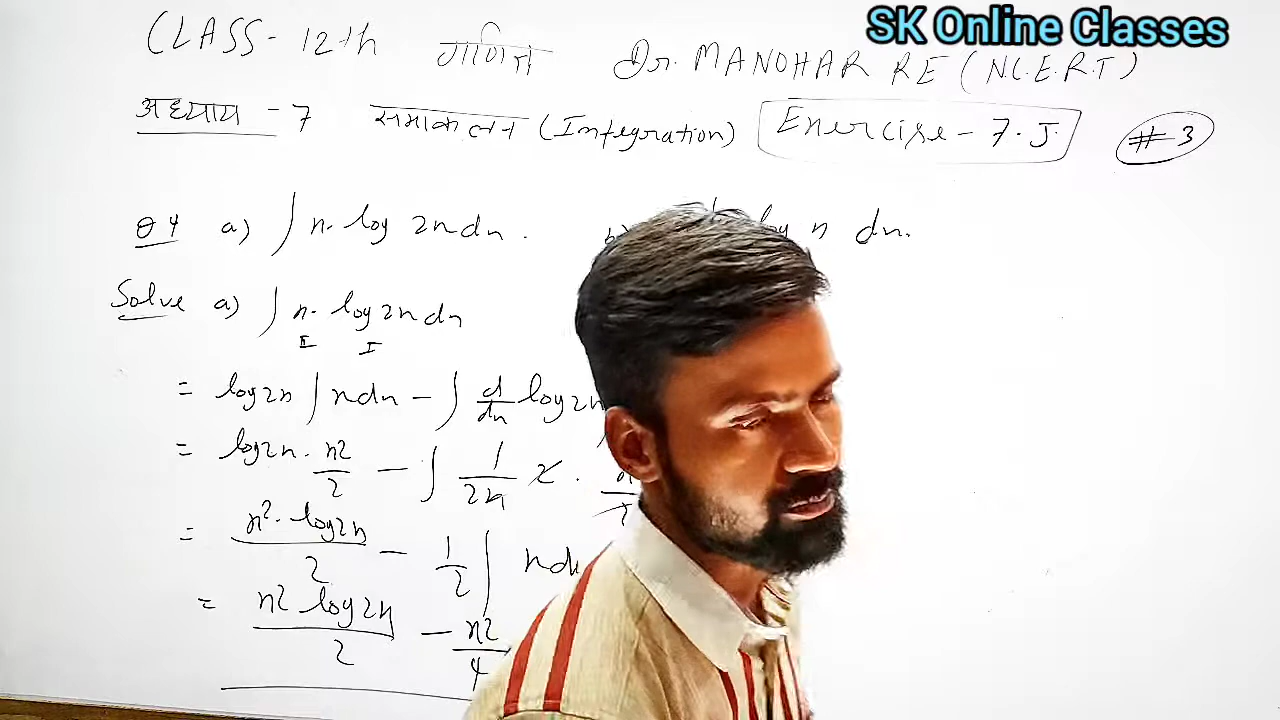 SK Online Classes
CLASS - 12th गणित Dr. MANOHAR RE (N.C.E.R.T)
अध्याय - 7 समाकलन (Integration) Exercise - 7.J. #3
Q4 a) ∫ x. log 2x dx. b) log x dx.
Solve a) ∫ x. log 2x dx
II I
= log 2x ∫ x dx - ∫ d/dx log 2x
= log 2x . x2/2 - ∫ 1/2x 2.
= x2. log 2x/2 - 1/2 ∫ x dx
= x2 log 2x/2 - x2/4